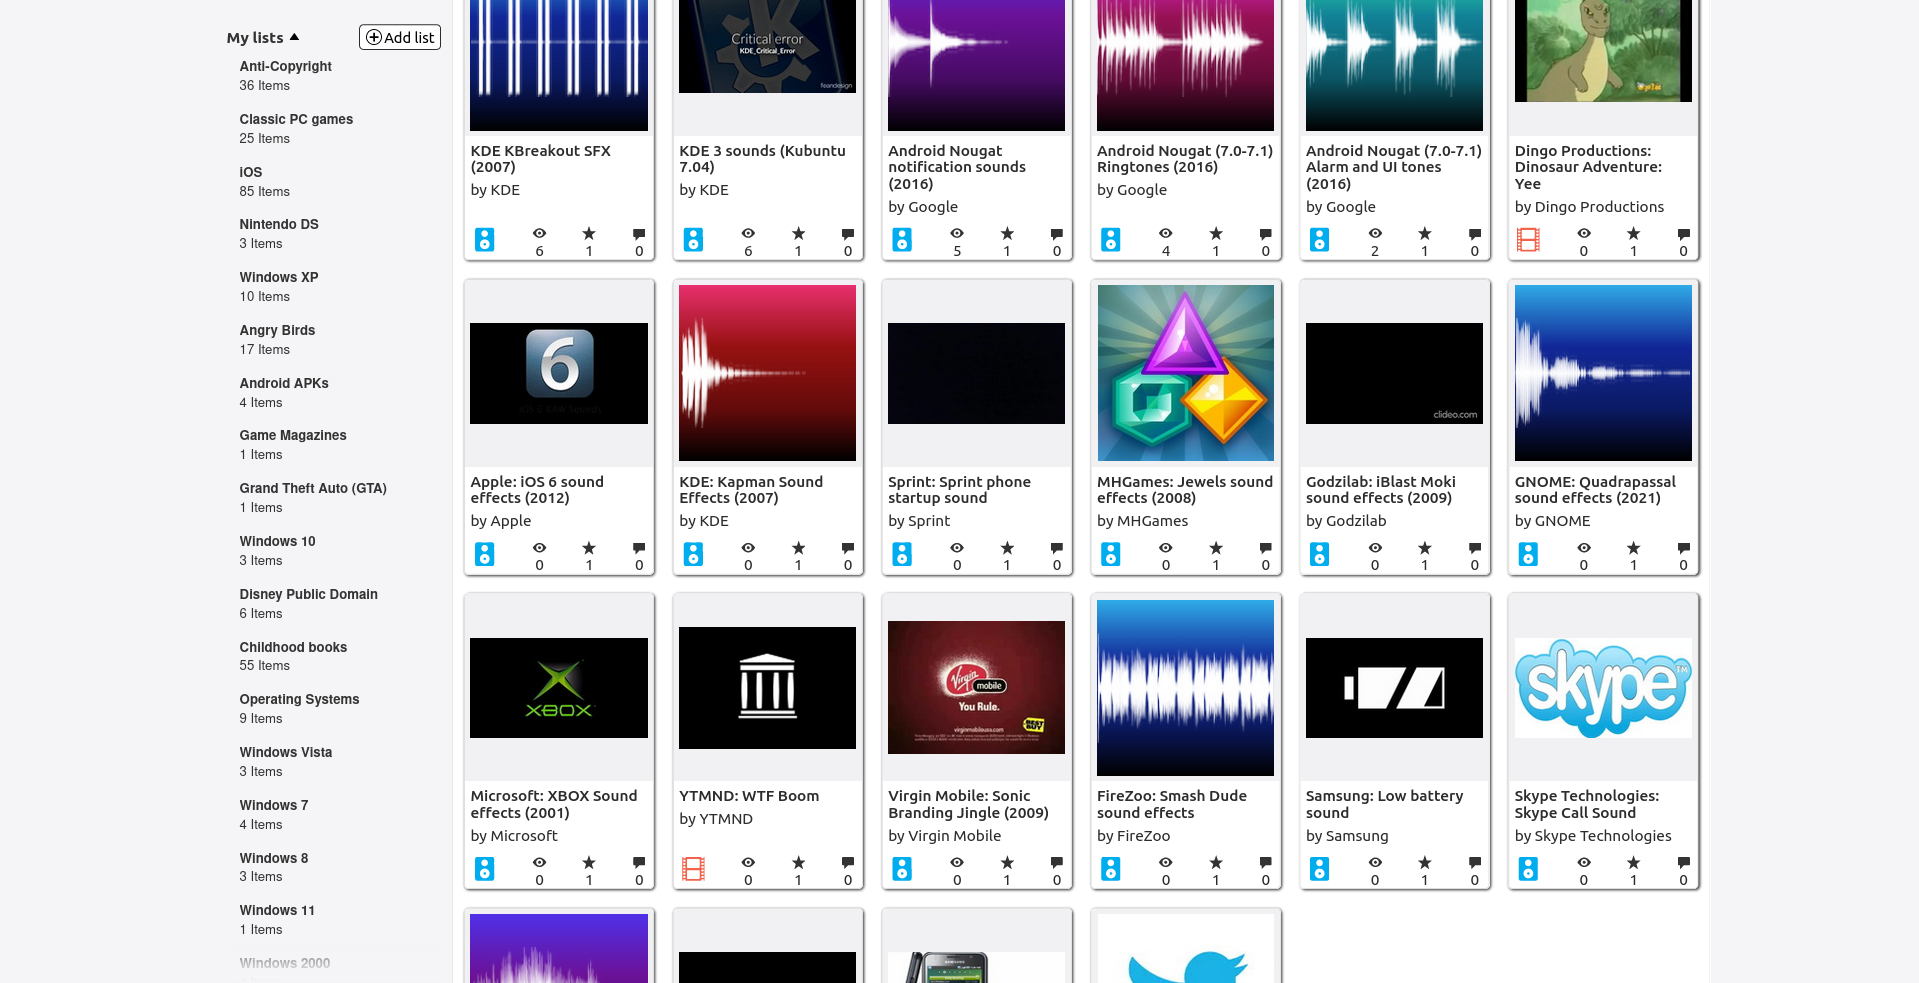 My lists
Add list
Anti-Copyright
36 Items
Classic PC games
25 Items
iOS
85 Items
Nintendo DS
3 Items
Windows XP
10 Items
Angry Birds
17 Items
Android APKs
4 Items
Game Magazines
1 Items
Grand Theft Auto (GTA)
1 Items
Windows 10
3 Items
Disney Public Domain
6 Items
Childhood books
55 Items
Operating Systems
9 Items
Windows Vista
3 Items
Windows 7
4 Items
Windows 8
3 Items
Windows 11
1 Items
Windows 2000
KDE KBreakout SFX
(2007)
by KDE
6 1 0
Critical error
KDE_Critical_Error
feandesign
KDE 3 sounds (Kubuntu
7.04)
by KDE
6 1 0
Android Nougat
notification sounds
(2016)
by Google
5 1 0
Android Nougat (7.0-7.1)
Ringtones (2016)
by Google
4 1 0
Android Nougat (7.0-7.1)
Alarm and UI tones
(2016)
by Google
2 1 0
Dingo Productions:
Dinosaur Adventure:
Yee
by Dingo Productions
0 1 0
6
iOS 6 RAW Sounds
Apple: iOS 6 sound
effects (2012)
by Apple
0 1 0
KDE: Kapman Sound
Effects (2007)
by KDE
0 1 0
Sprint: Sprint phone
startup sound
by Sprint
0 1 0
MHGames: Jewels sound
effects (2008)
by MHGames
0 1 0
clideo.com
Godzilab: iBlast Moki
sound effects (2009)
by Godzilab
0 1 0
GNOME: Quadrapassal
sound effects (2021)
by GNOME
0 1 0
XBOX
Microsoft: XBOX Sound
effects (2001)
by Microsoft
0 1 0
YTMND: WTF Boom
by YTMND
0 1 0
Virgin
mobile
You Rule.
virginmobileusa.com
BEST BUY
Virgin Mobile: Sonic
Branding Jingle (2009)
by Virgin Mobile
0 1 0
FireZoo: Smash Dude
sound effects
by FireZoo
0 1 0
Samsung: Low battery
sound
by Samsung
0 1 0
skype TM
Skype Technologies:
Skype Call Sound
by Skype Technologies
0 1 0